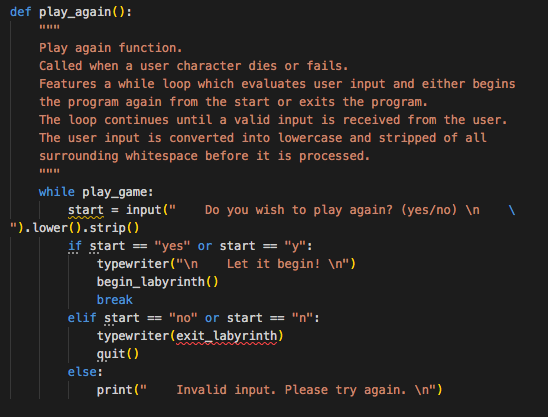 def play_again():
    """
    Play again function.
    Called when a user character dies or fails.
    Features a while loop which evaluates user input and either begins
    the program again from the start or exits the program.
    The loop continues until a valid input is received from the user.
    The user input is converted into lowercase and stripped of all
    surrounding whitespace before it is processed.
    """
    while play_game:
        start = input("    Do you wish to play again? (yes/no) \n    \
").lower().strip()
        if start == "yes" or start == "y":
            typewriter("\n    Let it begin! \n")
            begin_labyrinth()
            break
        elif start == "no" or start == "n":
            typewriter(exit_labyrinth)
            quit()
        else:
            print("    Invalid input. Please try again. \n")